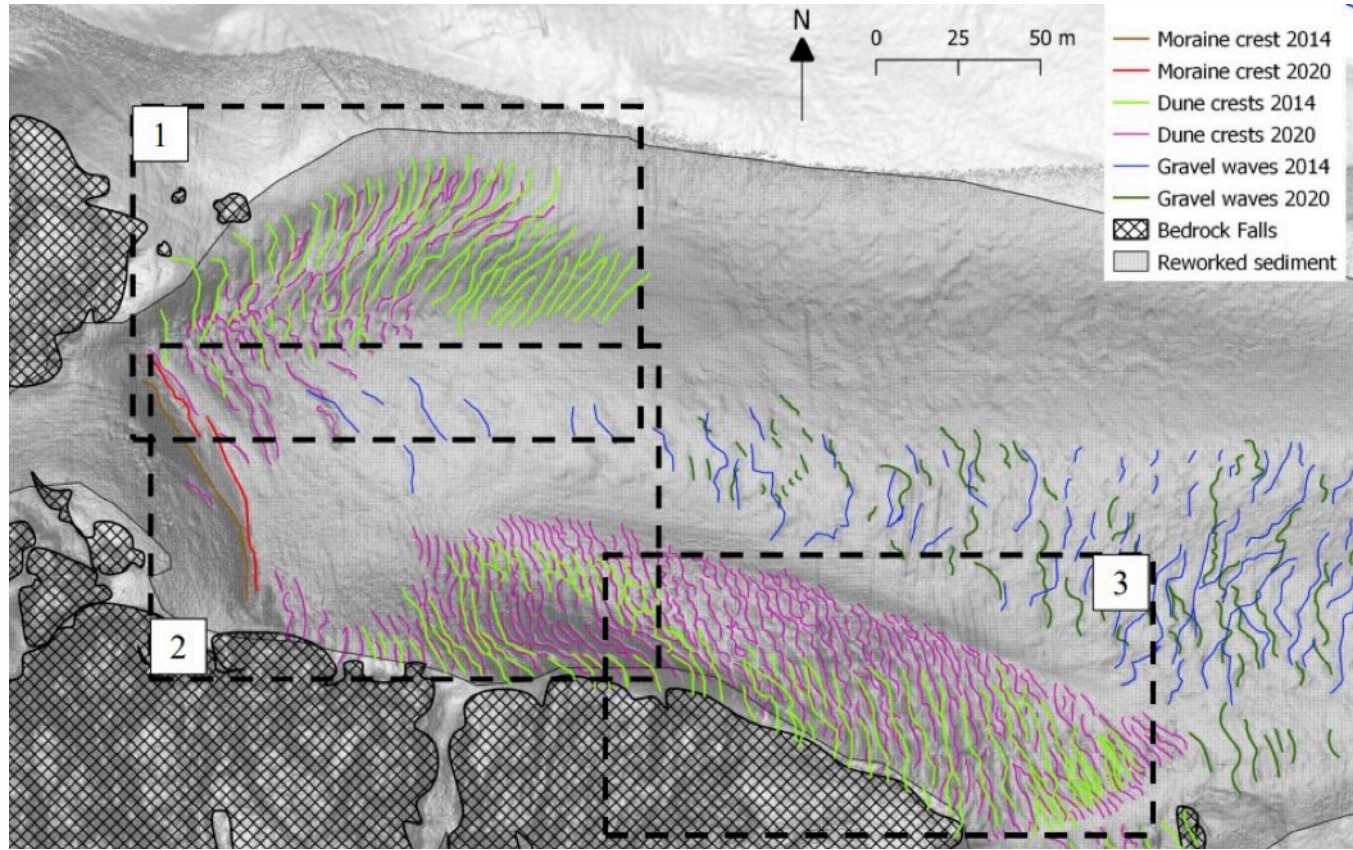 N
0 25 50 m
Moraine crest 2014
Moraine crest 2020
Dune crests 2014
Dune crests 2020
Gravel waves 2014
Gravel waves 2020
Bedrock Falls
Reworked sediment
1
2
3